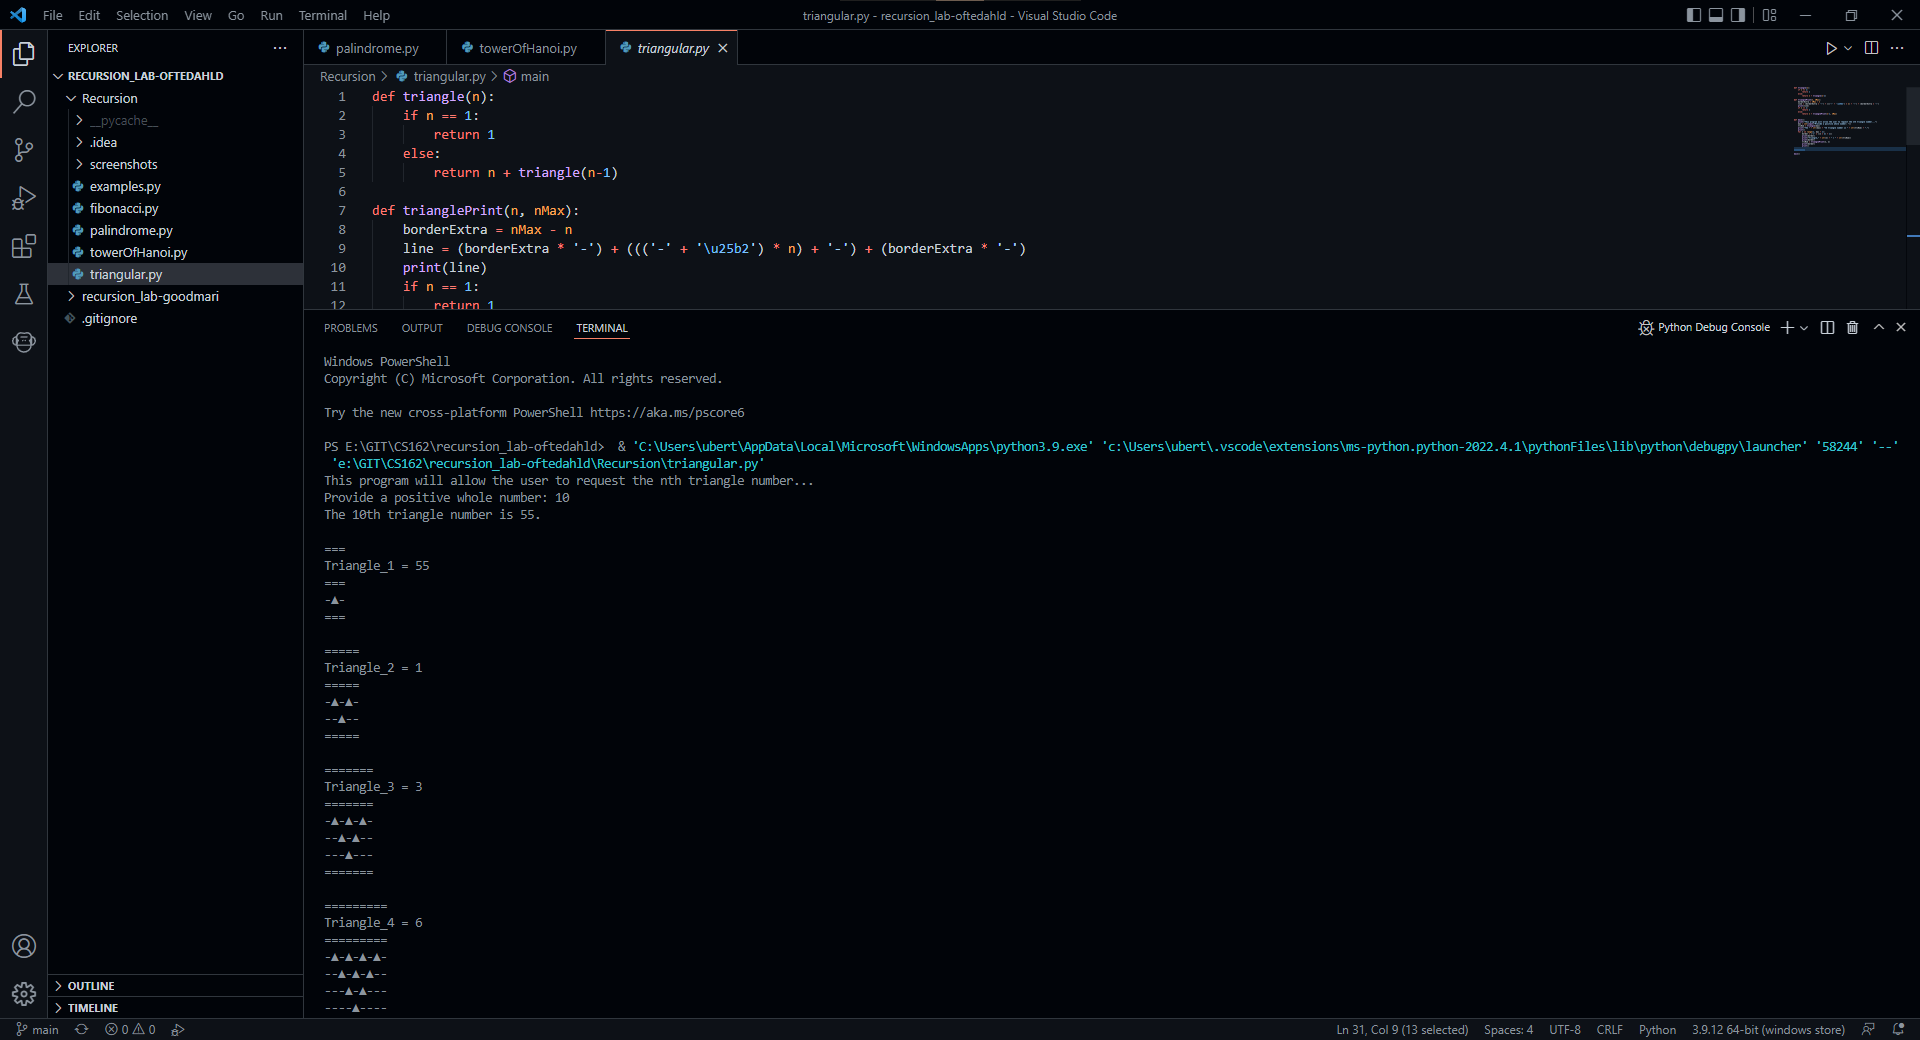 File Edit Selection View Go Run Terminal Help
triangular.py - recursion_lab-oftedahld - Visual Studio Code
EXPLORER
RECURSION_LAB-OFTEDAHLD
Recursion
__pycache__
.idea
screenshots
examples.py
fibonacci.py
palindrome.py
towerOfHanoi.py
triangular.py
recursion_lab-goodmari
.gitignore
OUTLINE
TIMELINE
palindrome.py
towerOfHanoi.py
triangular.py
Recursion > triangular.py > main
1 def triangle(n):
2 if n == 1:
3 return 1
4 else:
5 return n + triangle(n-1)
6
7 def trianglePrint(n, nMax):
8 borderExtra = nMax - n
9 line = (borderExtra * '-') + ((('-' + '\u25b2') * n) + '-') + (borderExtra * '-')
10 print(line)
11 if n == 1:
12 return 1
PROBLEMS OUTPUT DEBUG CONSOLE TERMINAL
Python Debug Console
Windows PowerShell
Copyright (C) Microsoft Corporation. All rights reserved.
Try the new cross-platform PowerShell https://aka.ms/pscore6
PS E:\GIT\CS162\recursion_lab-oftedahld>  & 'C:\Users\ubert\AppData\Local\Microsoft\WindowsApps\python3.9.exe' 'c:\Users\ubert\.vscode\extensions\ms-python.python-2022.4.1\pythonFiles\lib\python\debugpy\launcher' '58244' '--'
'e:\GIT\CS162\recursion_lab-oftedahld\Recursion\triangular.py'
This program will allow the user to request the nth triangle number...
Provide a positive whole number: 10
The 10th triangle number is 55.
===
Triangle_1 = 55
===
-▲-
===
=====
Triangle_2 = 1
=====
-▲-▲-
--▲--
=====
=======
Triangle_3 = 3
=======
-▲-▲-▲-
--▲-▲--
---▲---
=======
=========
Triangle_4 = 6
=========
-▲-▲-▲-▲-
--▲-▲-▲--
---▲-▲---
----▲----
main
0 0
Ln 31, Col 9 (13 selected) Spaces: 4 UTF-8 CRLF Python 3.9.12 64-bit (windows store)